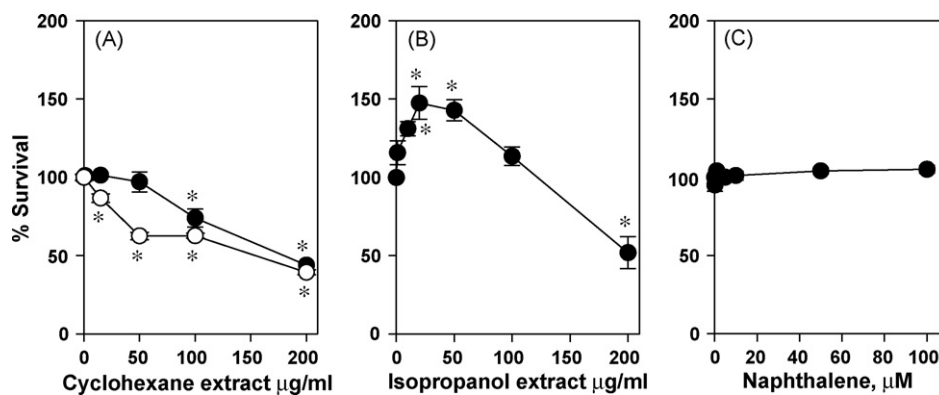 200 200 200
(A) (B) (C)
* *
150 150 150
*
% Survival
100 100 100
* *
* * *
50 * 50 50
*
0 0 0
0 50 100 150 200 0 50 100 150 200 0 20 40 60 80 100
Cyclohexane extract μg/ml Isopropanol extract μg/ml Naphthalene, μM